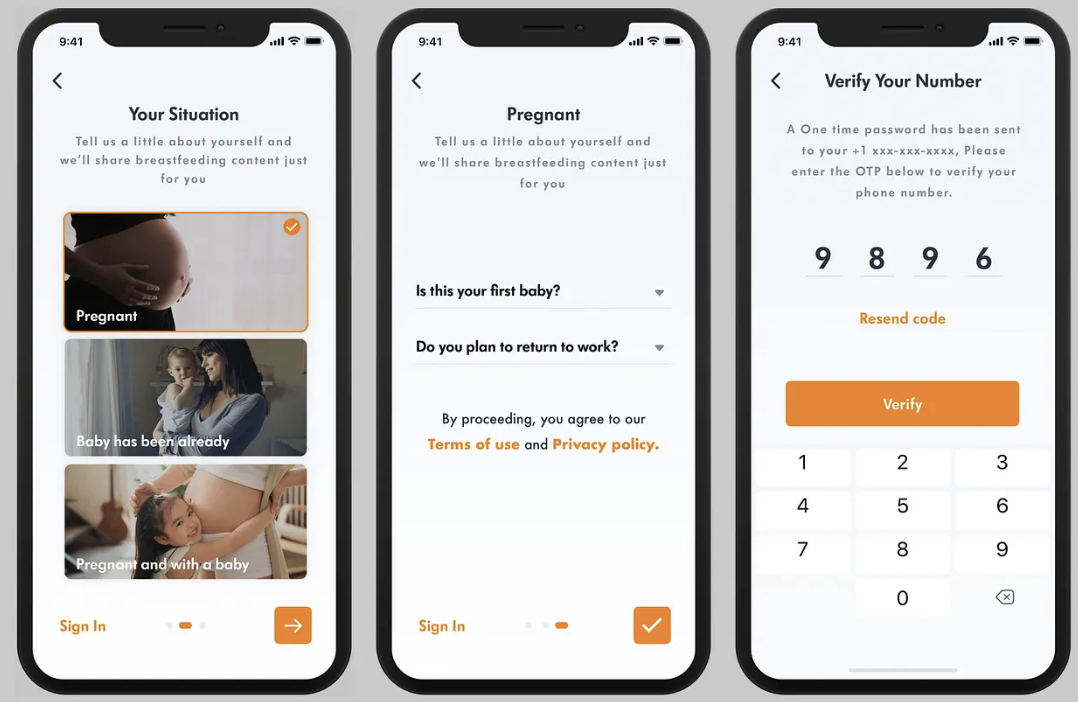 9:41
Your Situation
Tell us a little about yourself and
we'll share breastfeeding content just
for you
Pregnant
Baby has been already
Pregnant and with a baby
Sign In
9:41
Pregnant
Tell us a little about yourself and
we'll share breastfeeding content just
for you
Is this your first baby?
Do you plan to return to work?
By proceeding, you agree to our
Terms of use and Privacy policy.
Sign In
9:41
Verify Your Number
A One time password has been sent
to your +1 xxx-xxx-xxxx, Please
enter the OTP below to verify your
phone number.
9 8 9 6
Resend code
Verify
1 2 3
4 5 6
7 8 9
0